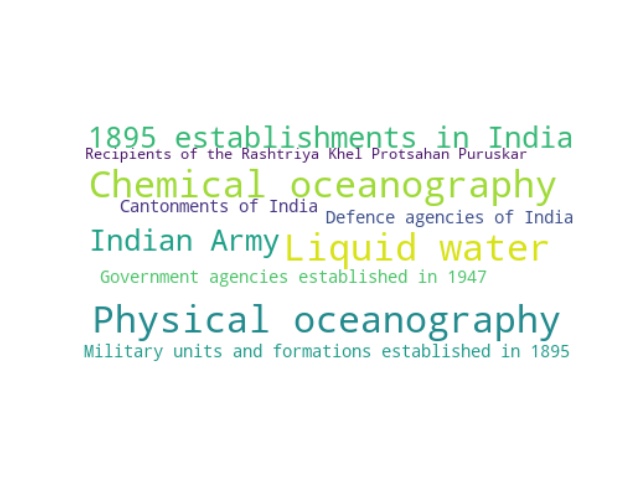 1895 establishments in India
Recipients of the Rashtriya Khel Protsahan Puruskar
Chemical oceanography
Cantonments of India
Defence agencies of India
Indian Army
Liquid water
Government agencies established in 1947
Physical oceanography
Military units and formations established in 1895